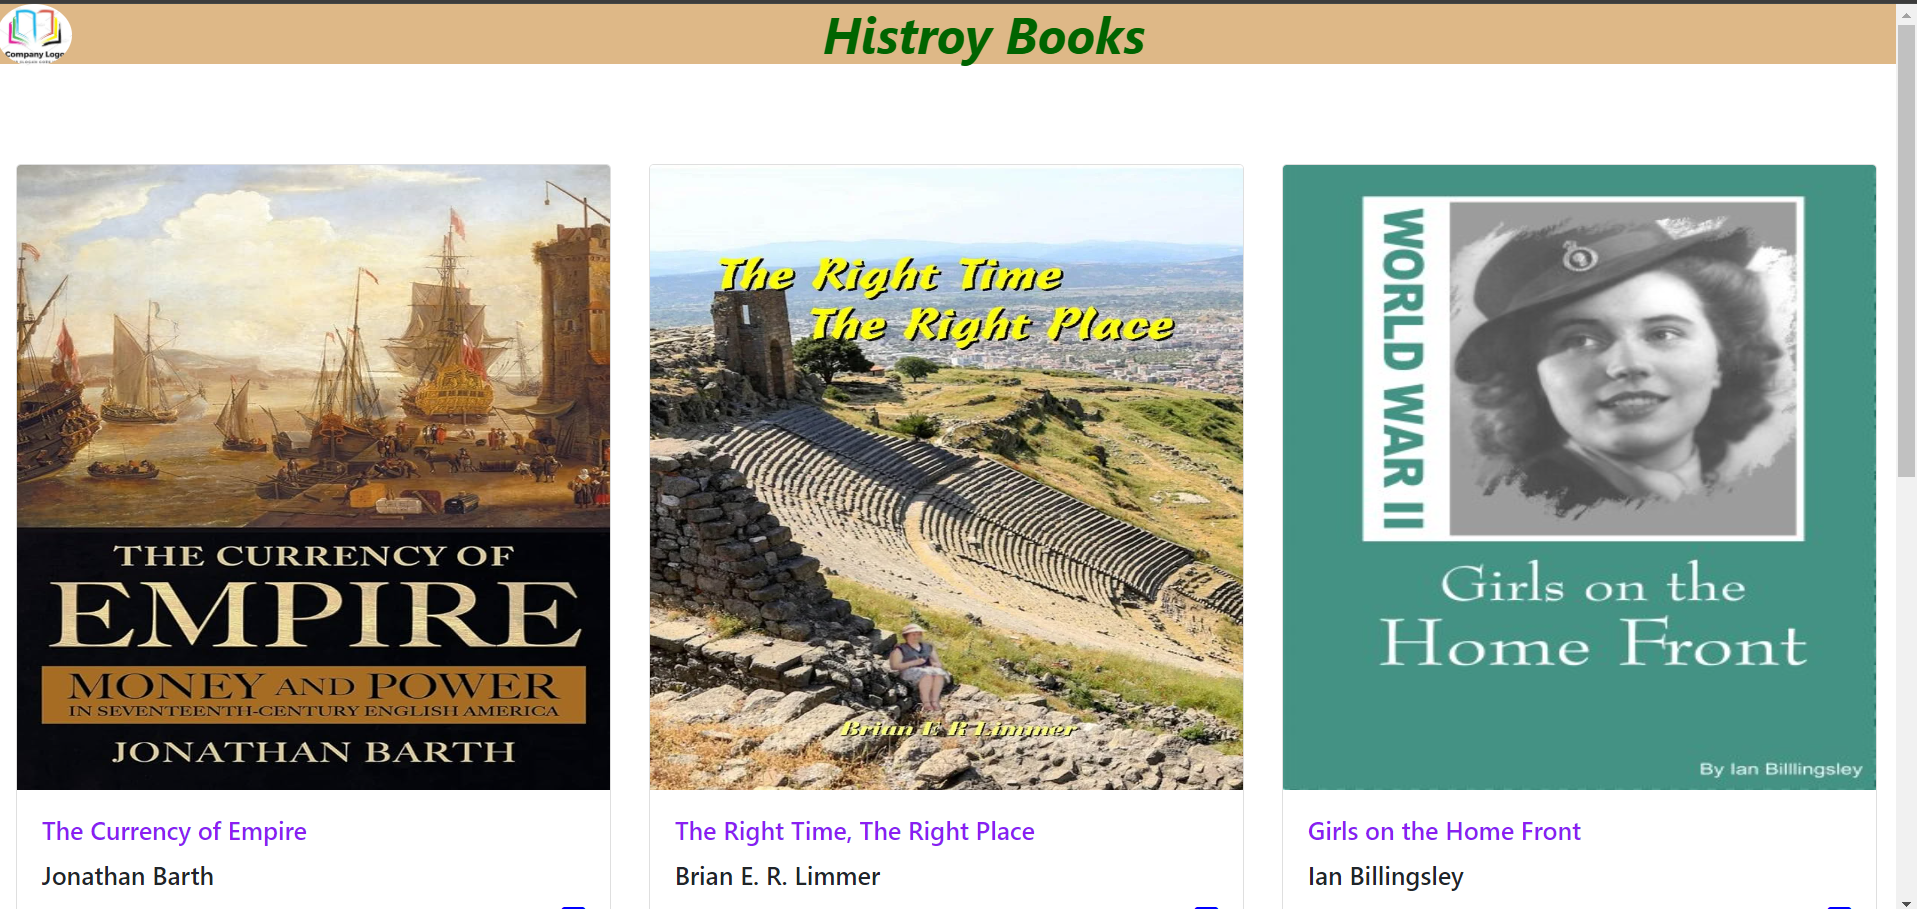 Company Logo
Histroy Books
THE CURRENCY OF
EMPIRE
MONEY AND POWER
IN SEVENTEENTH-CENTURY ENGLISH AMERICA
JONATHAN BARTH
The Currency of Empire
Jonathan Barth
The Right Time
The Right Place
Brian E R Limmer
The Right Time, The Right Place
Brian E. R. Limmer
WORLD WAR II
Girls on the
Home Front
By Ian Billlingsley
Girls on the Home Front
Ian Billingsley